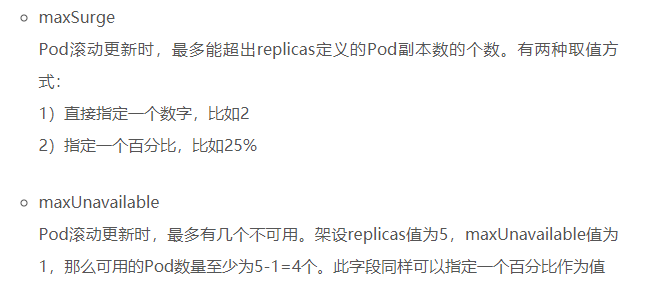 maxSurge
Pod滚动更新时，最多能超出replicas定义的Pod副本数的个数。有两种取值方
式：
1）直接指定一个数字，比如2
2）指定一个百分比，比如25%
maxUnavailable
Pod滚动更新时，最多有几个不可用。架设replicas值为5，maxUnavailable值为
1，那么可用的Pod数量至少为5-1=4个。此字段同样可以指定一个百分比作为值